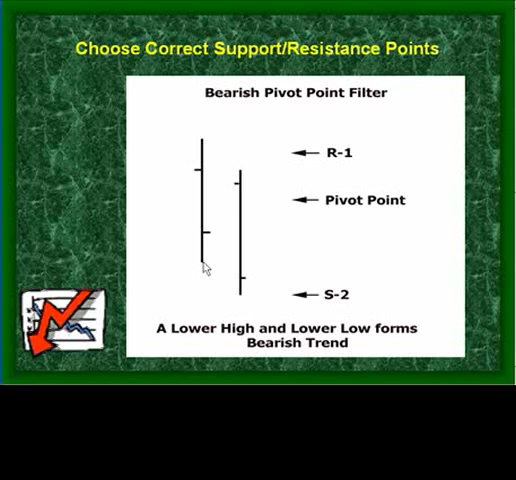 Choose Correct Support/Resistance Points
Bearish Pivot Point Filter
R-1
Pivot Point
S-2
A Lower High and Lower Low forms
Bearish Trend